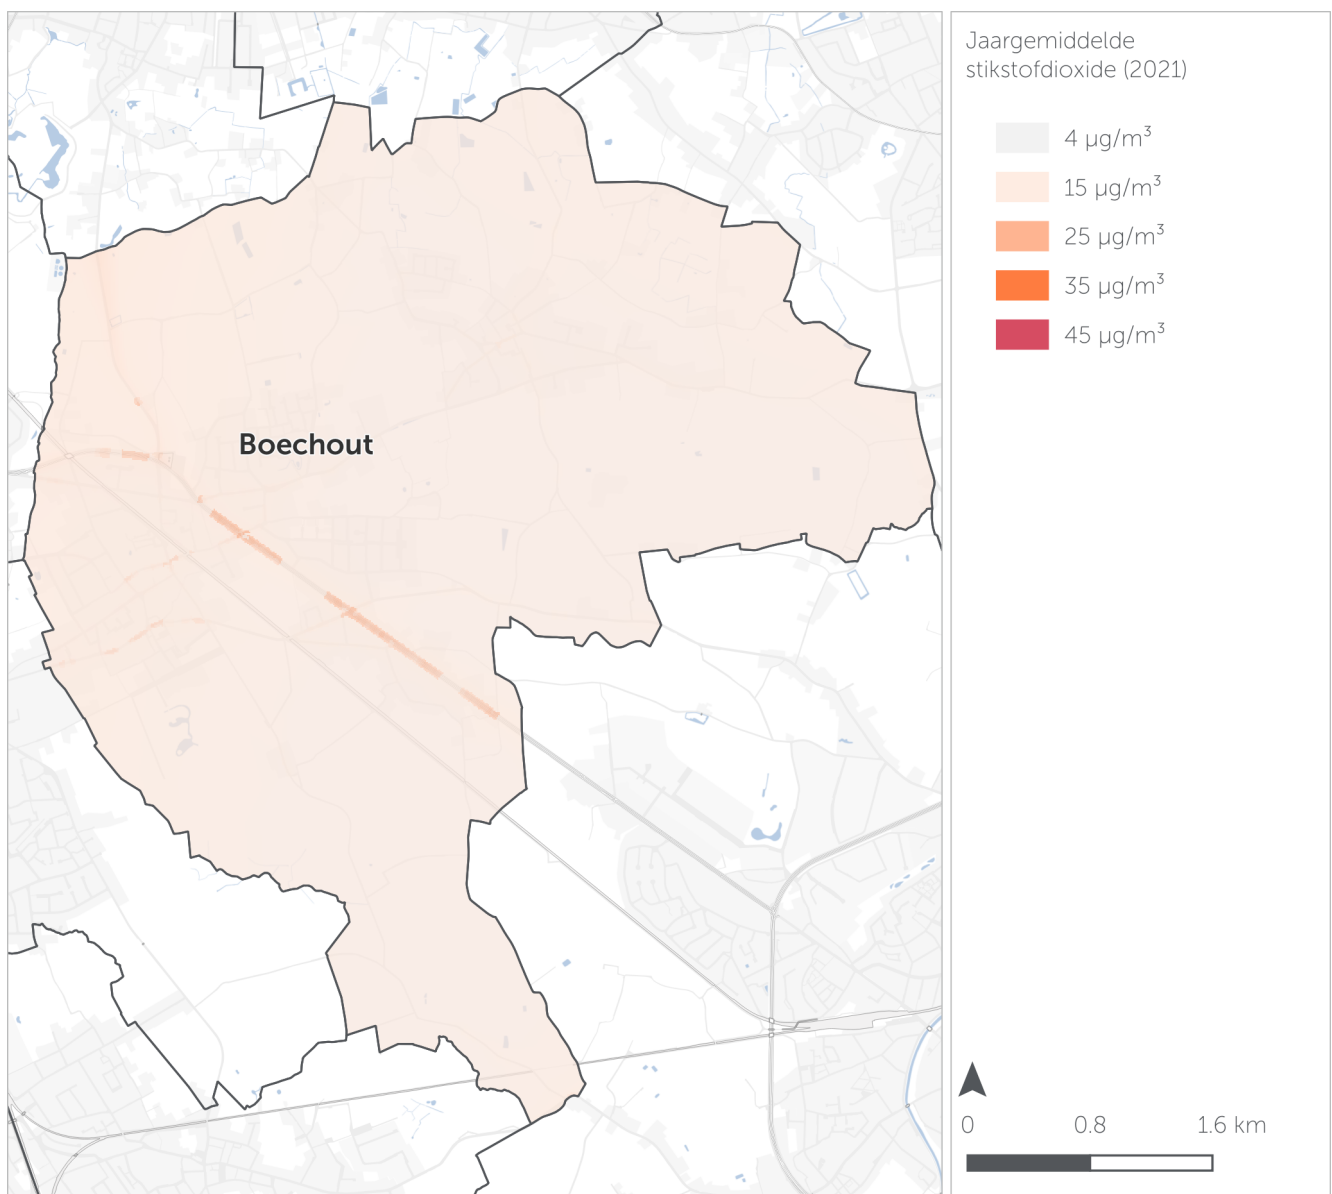 Jaargemiddelde
stikstofdioxide (2021)
4 µg/m³
15 µg/m³
25 µg/m³
35 µg/m³
45 µg/m³
Boechout
0 0.8 1.6 km